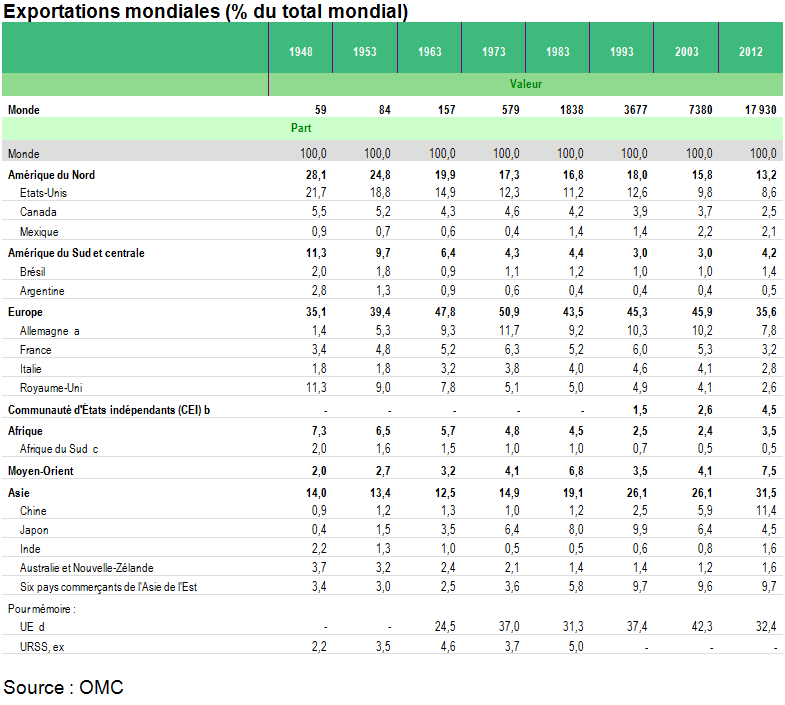 Exportations mondiales (% du total mondial)
1948 1953 1963 1973 1983 1993 2003 2012
Valeur
Monde 59 84 157 579 1838 3677 7380 17 930
Part
Monde 100,0 100,0 100,0 100,0 100,0 100,0 100,0 100,0
Amérique du Nord 28,1 24,8 19,9 17,3 16,8 18,0 15,8 13,2
Etats-Unis 21,7 18,8 14,9 12,3 11,2 12,6 9,8 8,6
Canada 5,5 5,2 4,3 4,6 4,2 3,9 3,7 2,5
Mexique 0,9 0,7 0,6 0,4 1,4 1,4 2,2 2,1
Amérique du Sud et centrale 11,3 9,7 6,4 4,3 4,4 3,0 3,0 4,2
Brésil 2,0 1,8 0,9 1,1 1,2 1,0 1,0 1,4
Argentine 2,8 1,3 0,9 0,6 0,4 0,4 0,4 0,5
Europe 35,1 39,4 47,8 50,9 43,5 45,3 45,9 35,6
Allemagne a 1,4 5,3 9,3 11,7 9,2 10,3 10,2 7,8
France 3,4 4,8 5,2 6,3 5,2 6,0 5,3 3,2
Italie 1,8 1,8 3,2 3,8 4,0 4,6 4,1 2,8
Royaume-Uni 11,3 9,0 7,8 5,1 5,0 4,9 4,1 2,6
Communauté d'États indépendants (CEI) b - - - - - 1,5 2,6 4,5
Afrique 7,3 6,5 5,7 4,8 4,5 2,5 2,4 3,5
Afrique du Sud c 2,0 1,6 1,5 1,0 1,0 0,7 0,5 0,5
Moyen-Orient 2,0 2,7 3,2 4,1 6,8 3,5 4,1 7,5
Asie 14,0 13,4 12,5 14,9 19,1 26,1 26,1 31,5
Chine 0,9 1,2 1,3 1,0 1,2 2,5 5,9 11,4
Japon 0,4 1,5 3,5 6,4 8,0 9,9 6,4 4,5
Inde 2,2 1,3 1,0 0,5 0,5 0,6 0,8 1,6
Australie et Nouvelle-Zélande 3,7 3,2 2,4 2,1 1,4 1,4 1,2 1,6
Six pays commerçants de l'Asie de l'Est 3,4 3,0 2,5 3,6 5,8 9,7 9,6 9,7
Pour mémoire :
UE d - - 24,5 37,0 31,3 37,4 42,3 32,4
URSS, ex 2,2 3,5 4,6 3,7 5,0 - - -
Source : OMC